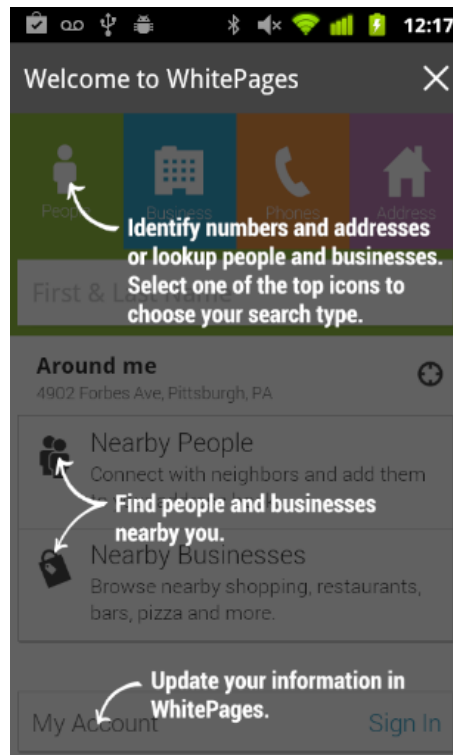 12:17
Welcome to WhitePages
People
Business
Phones
Address
Identify numbers and addresses
or lookup people and businesses.
Select one of the top icons to
choose your search type.
First & Last Name
Around me
4902 Forbes Ave, Pittsburgh, PA
Nearby People
Connect with neighbors and add them
Find people and businesses
nearby you.
Nearby Businesses
Browse nearby shopping, restaurants,
bars, pizza and more.
Update your information in
WhitePages.
My Account
Sign In